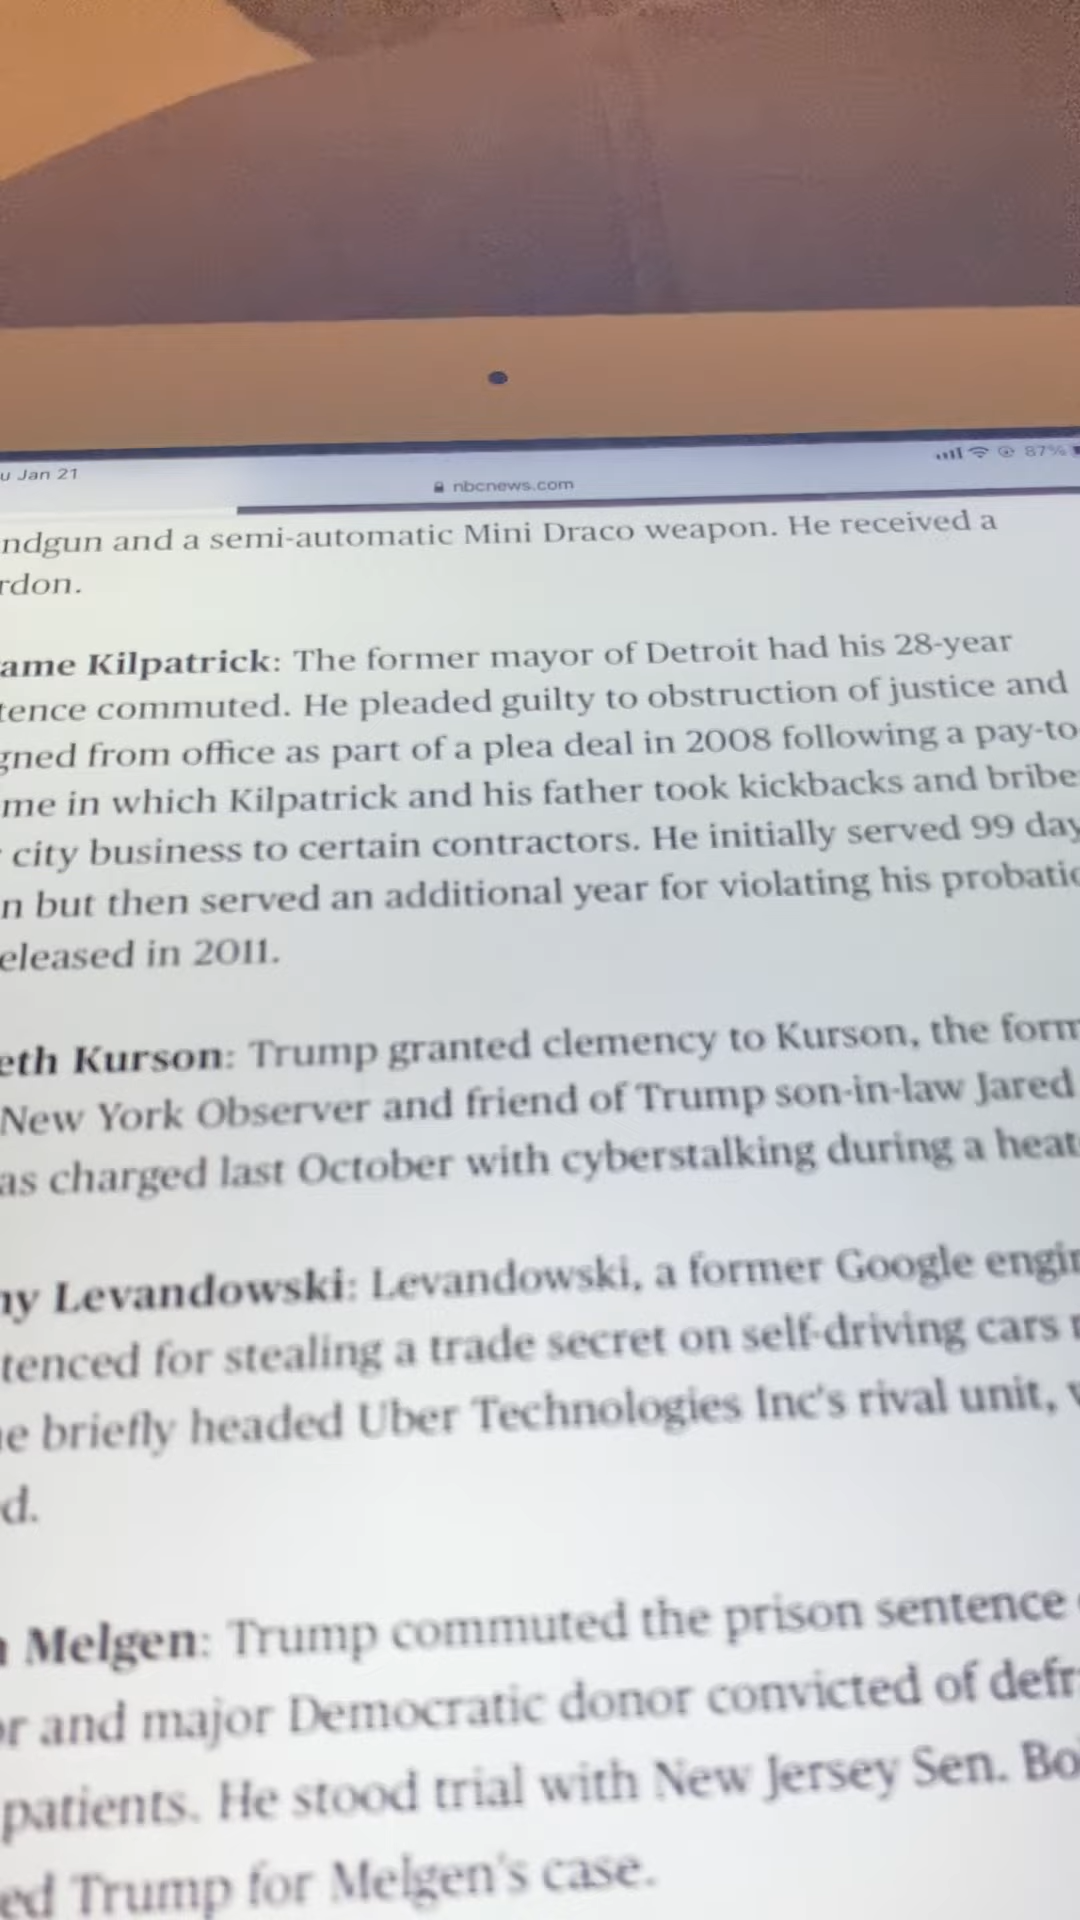 u Jan 21
87%
nbcnews.com
ndgun and a semi-automatic Mini Draco weapon. He received a
rdon.
ame Kilpatrick: The former mayor of Detroit had his 28-year
tence commuted. He pleaded guilty to obstruction of justice and
gned from office as part of a plea deal in 2008 following a pay-to-
me in which Kilpatrick and his father took kickbacks and bribe
city business to certain contractors. He initially served 99 day
n but then served an additional year for violating his probatio
eleased in 2011.
eth Kurson: Trump granted clemency to Kurson, the form
New York Observer and friend of Trump son-in-law Jared
as charged last October with cyberstalking during a heat
ny Levandowski: Levandowski, a former Google engin
tenced for stealing a trade secret on self-driving cars
e briefly headed Uber Technologies Inc's rival unit,
d.
Melgen: Trump commuted the prison sentence
or and major Democratic donor convicted of defr
patients. He stood trial with New Jersey Sen. Bo
ed Trump for Melgen's case.